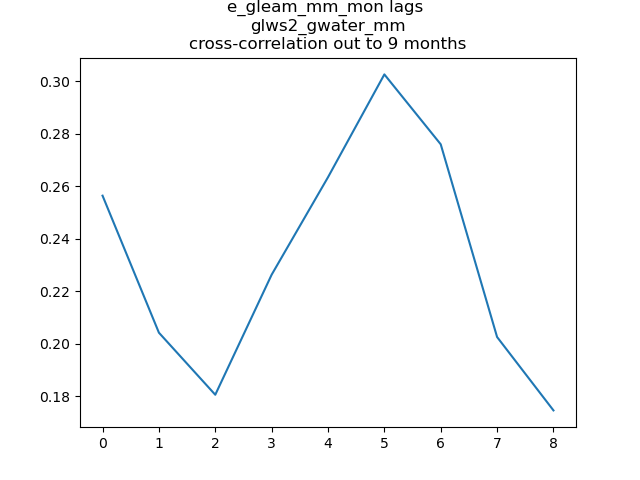 e_gleam_mm_mon lags
glws2_gwater_mm
cross-correlation out to 9 months
0.30
0.28
0.26
0.24
0.22
0.20
0.18
0 1 2 3 4 5 6 7 8